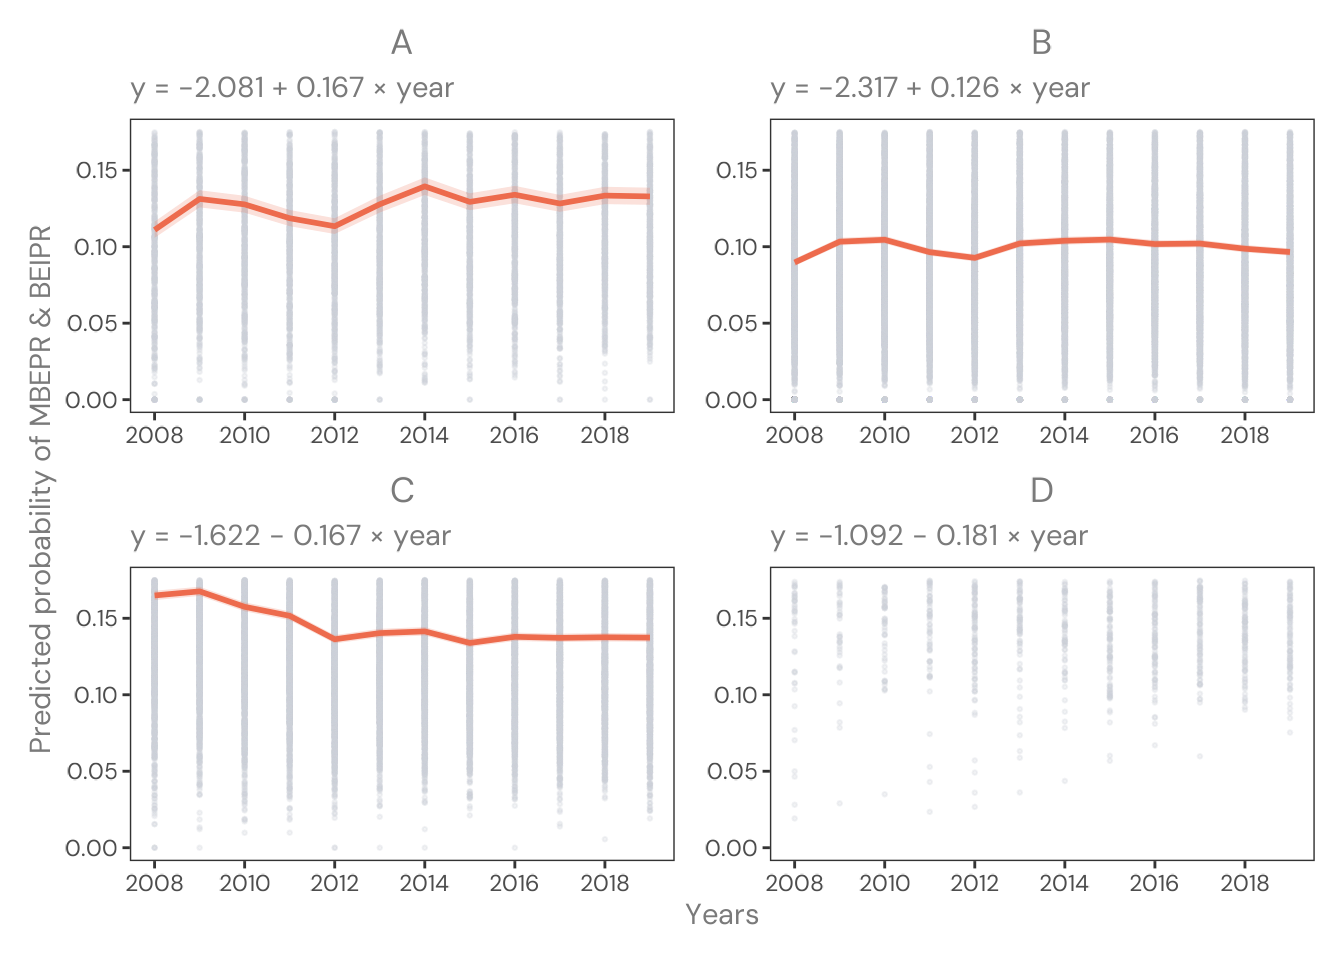 A
y = −2.081 + 0.167 × year
0.15
0.10
0.05
0.00
2008 2010 2012 2014 2016 2018
B
y = −2.317 + 0.126 × year
0.15
0.10
0.05
0.00
2008 2010 2012 2014 2016 2018
Predicted probability of MBEPR & BEIPR
C
y = −1.622 − 0.167 × year
0.15
0.10
0.05
0.00
2008 2010 2012 2014 2016 2018
D
y = −1.092 − 0.181 × year
0.15
0.10
0.05
0.00
2008 2010 2012 2014 2016 2018
Years